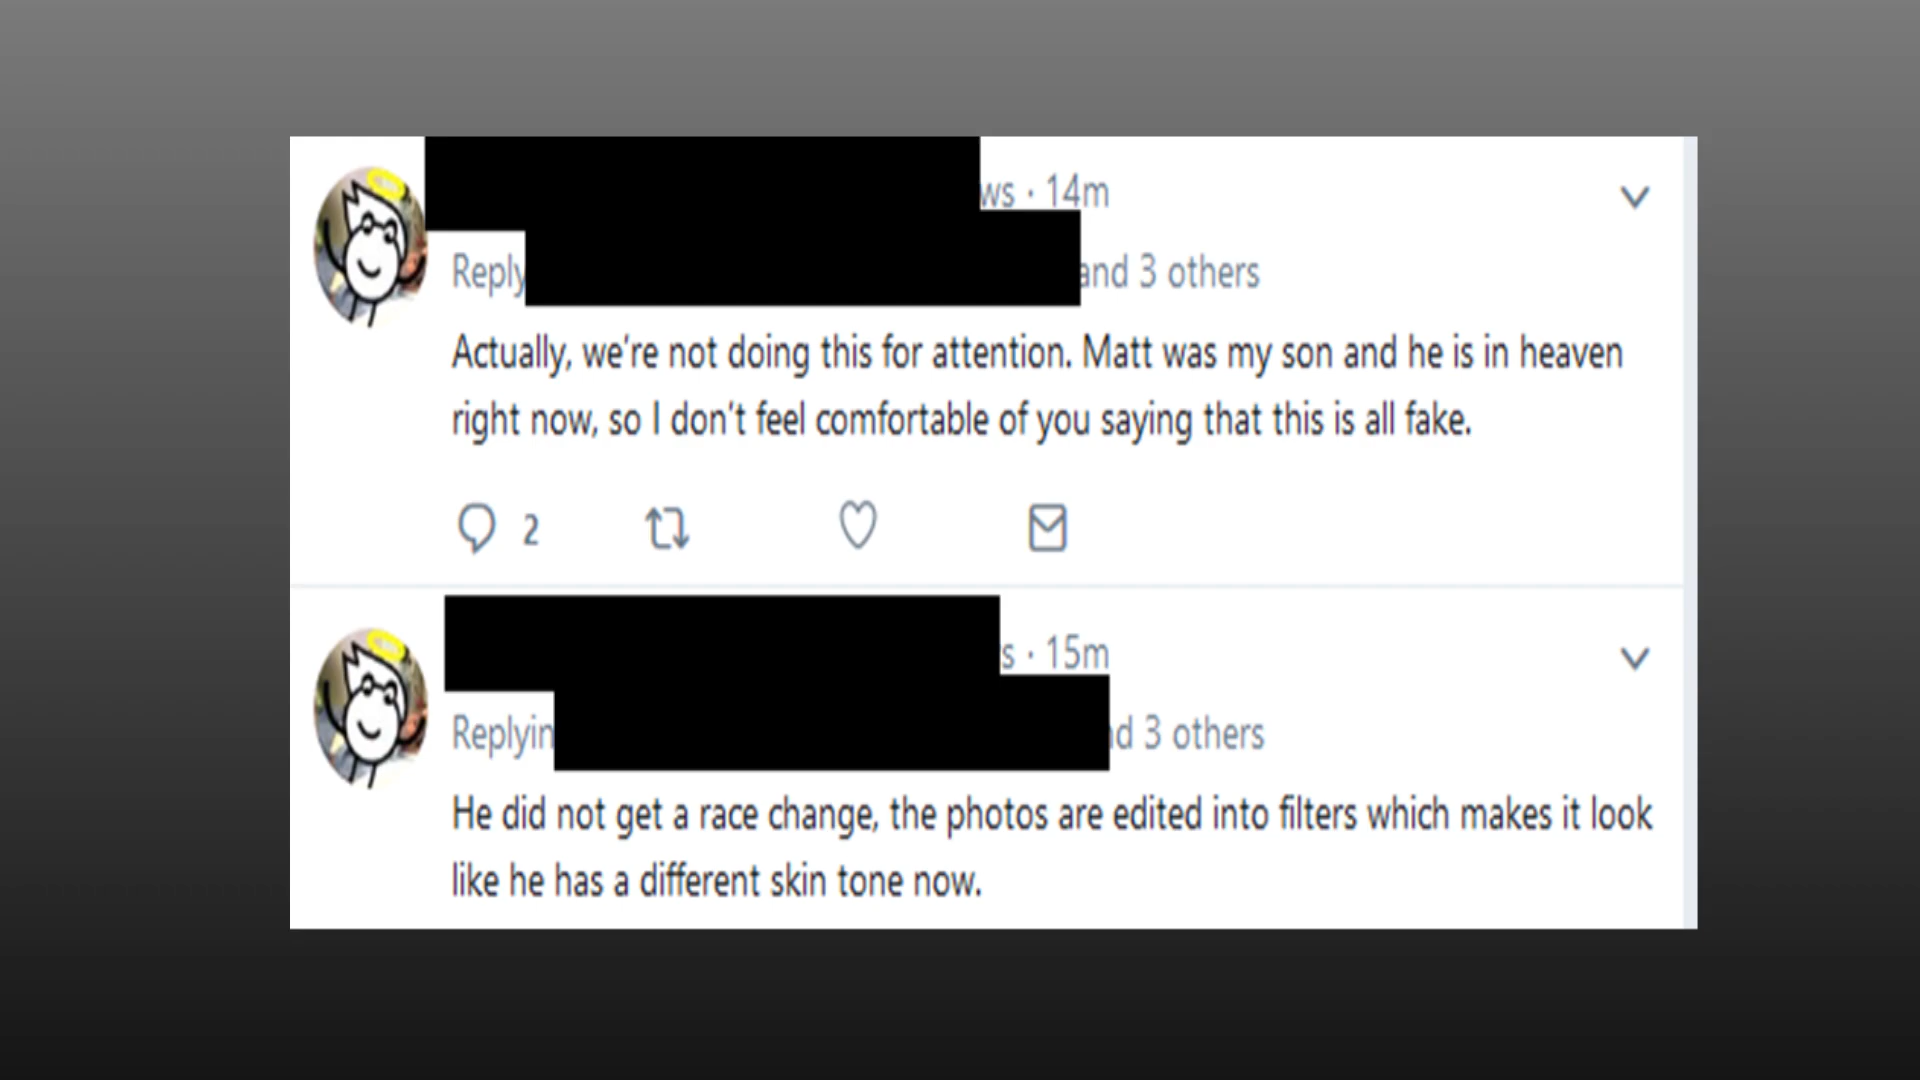 · 14m
and 3 others
Actually, we're not doing this for attention. Matt was my son and he is in heaven
right now, so I don't feel comfortable of you saying that this is all fake.
2
· 15m
3 others
He did not get a race change, the photos are edited into filters which makes it look
like he has a different skin tone now.